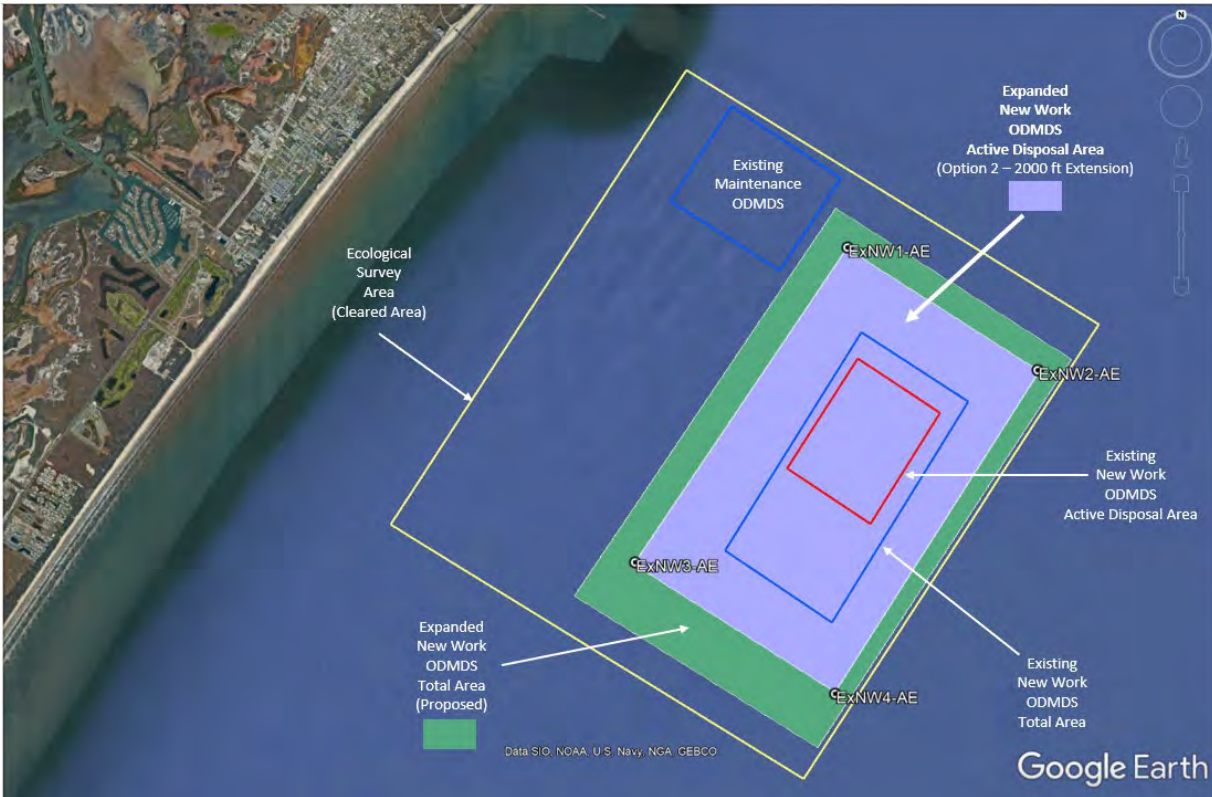 N
Expanded
New Work
ODMDS
Active Disposal Area
(Option 2 – 2000 ft Extension)
Existing
Maintenance
ODMDS
ExNW1-AE
Ecological
Survey
Area
(Cleared Area)
ExNW2-AE
Existing
New Work
ODMDS
Active Disposal Area
ExNW3-AE
Expanded
New Work
ODMDS
Total Area
(Proposed)
Existing
New Work
ODMDS
Total Area
ExNW4-AE
Data SIO, NOAA, U.S. Navy, NGA, GEBCO
Google Earth